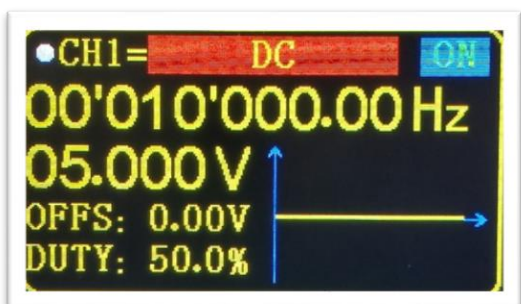 CH1= DC ON
00'010'000.00 Hz
05.000 V
OFFS: 0.00V
DUTY: 50.0%